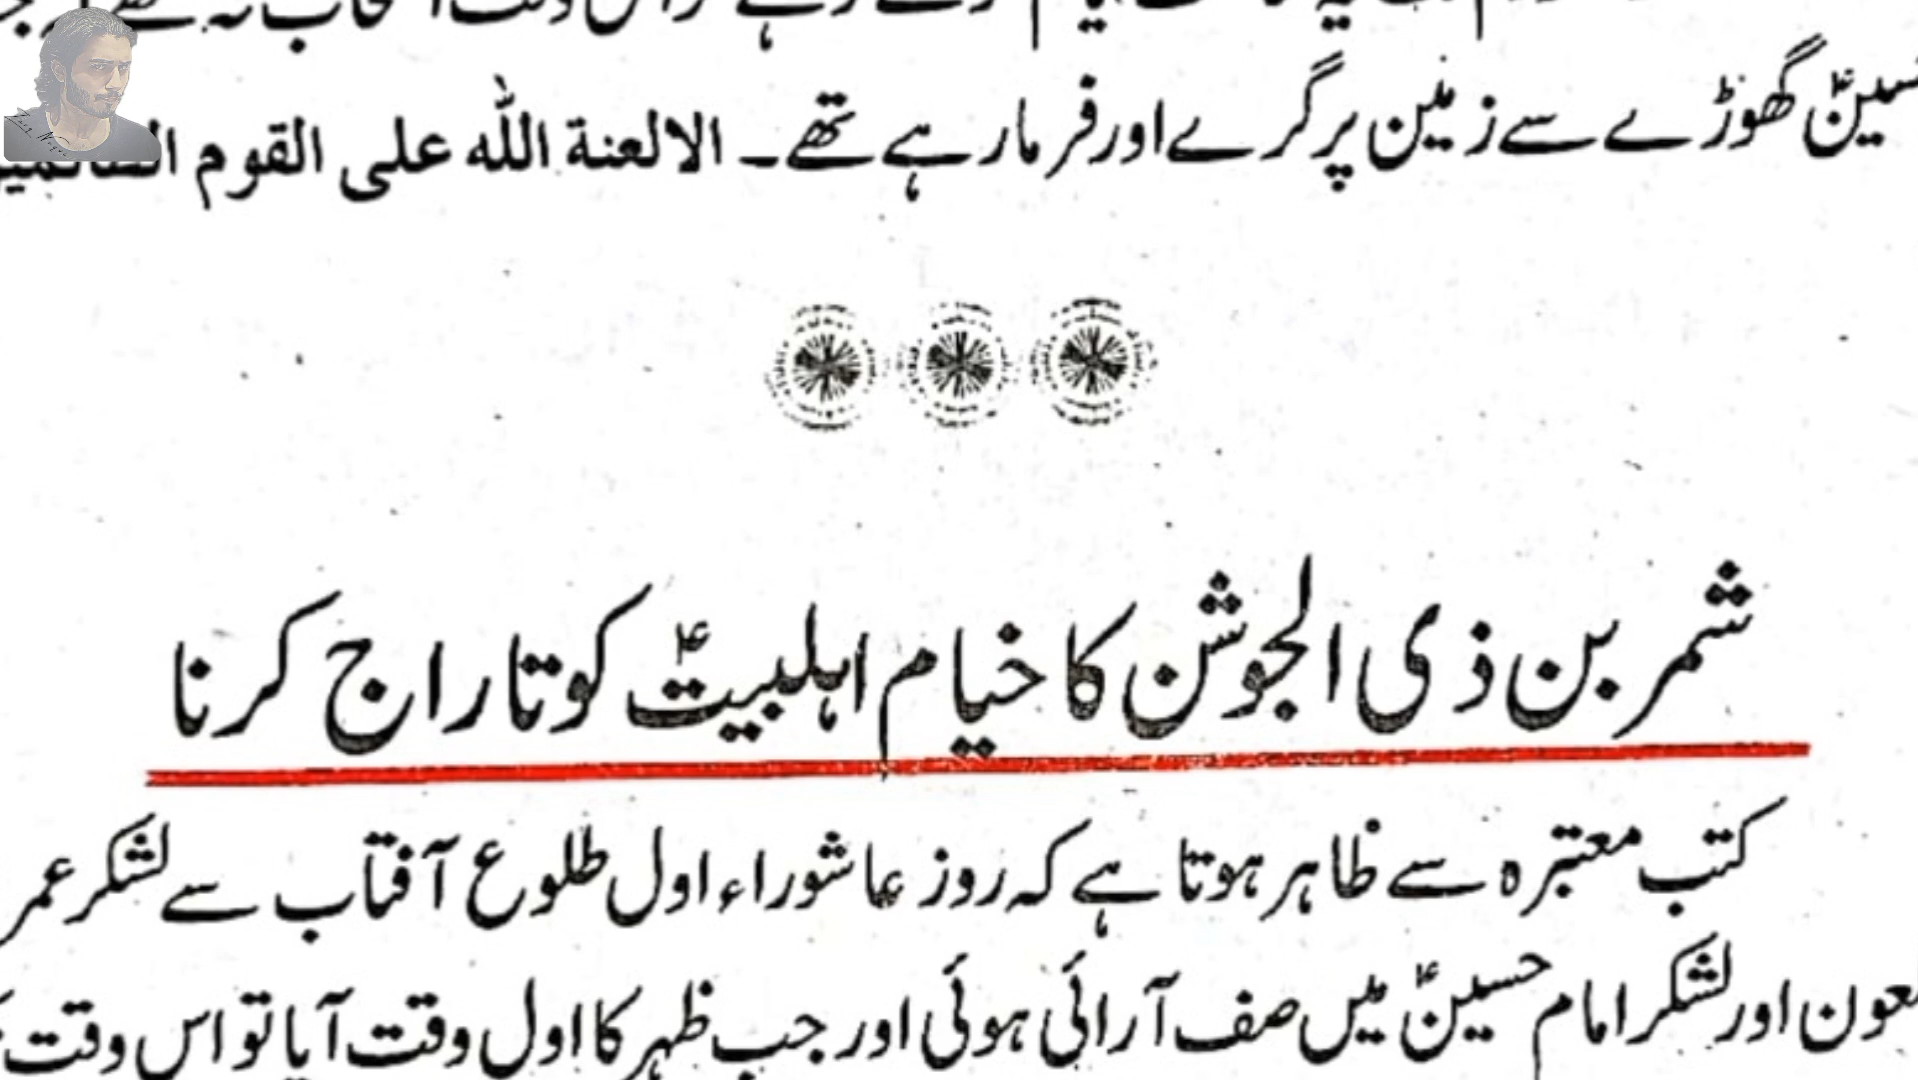 حسینؑ گھوڑے سے زمین پر گرے اور فرما رہے تھے۔ الا لعنۃ اللہ علی القوم
شمر بن ذی الجوشن کا خیام اہلبیتؑ کو تاراج کرنا
کتب معتبرہ سے ظاہر ہوتا ہے کہ روز عاشوراء اول طلوع آفتاب سے لشکر عمر
اور لشکر امام حسینؑ میں صف آرائی ہوئی اور جب ظہر کا اول وقت آیا تو اس وقت